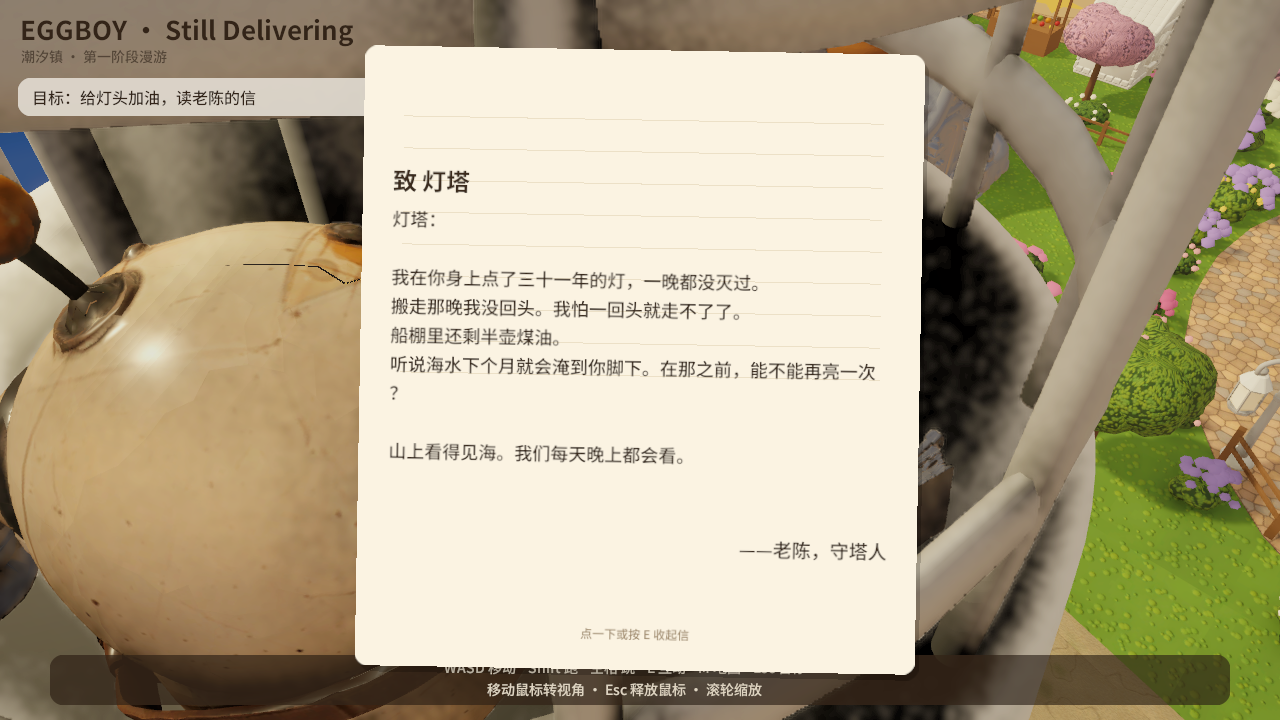 EGGBOY · Still Delivering
潮汐镇 · 第一阶段漫游
目标：给灯头加油，读老陈的信
致 灯塔
灯塔：
我在你身上点了三十一年的灯，一晚都没灭过。
搬走那晚我没回头。我怕一回头就走不了了。
船棚里还剩半壶煤油。
听说海水下个月就会淹到你脚下。在那之前，能不能再亮一次
？
山上看得见海。我们每天晚上都会看。
——老陈，守塔人
点一下或按 E 收起信
移动鼠标转视角 · Esc 释放鼠标 · 滚轮缩放